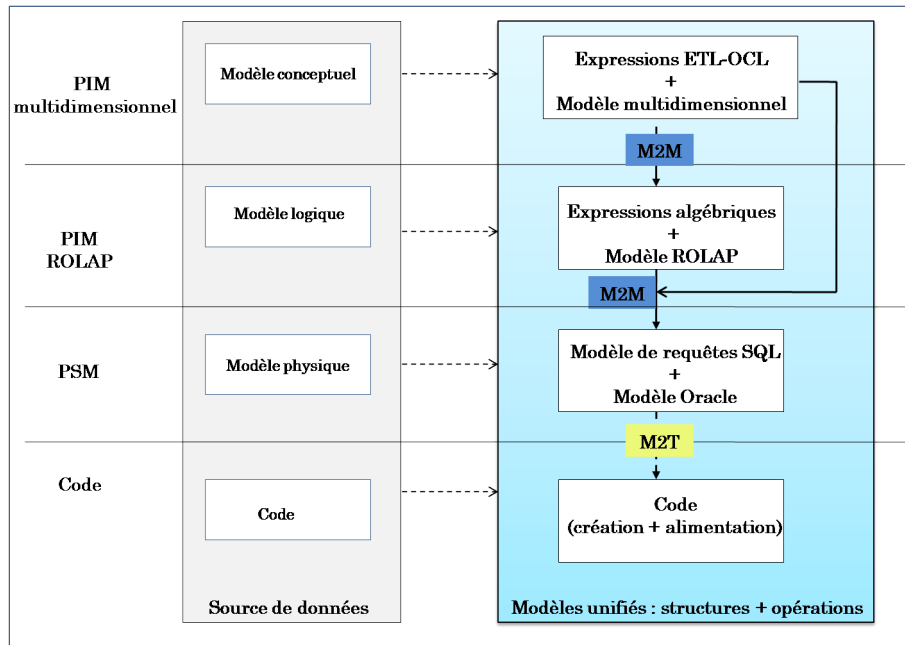 PIM
multidimensionnel
Modèle conceptuel
Expressions ETL-OCL
+
Modèle multidimensionnel
M2M
PIM
ROLAP
Modèle logique
Expressions algébriques
+
Modèle ROLAP
M2M
PSM
Modèle physique
Modèle de requêtes SQL
+
Modèle Oracle
M2T
Code
Code
Code
(création + alimentation)
Source de données
Modèles unifiés : structures + opérations